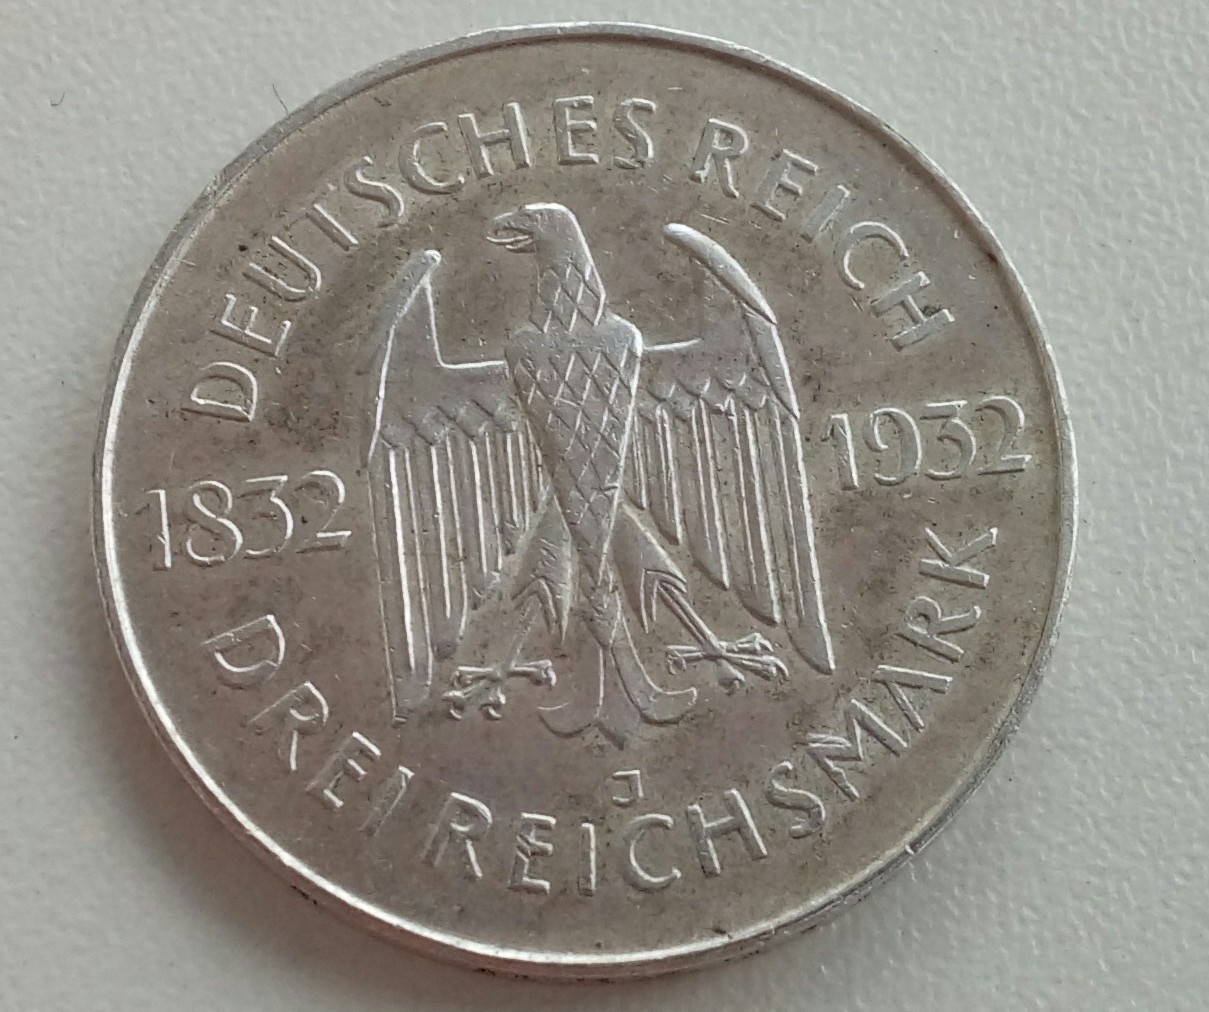 DEUTSCHES REICH
1832 1932
J
DREI REICHSMARK